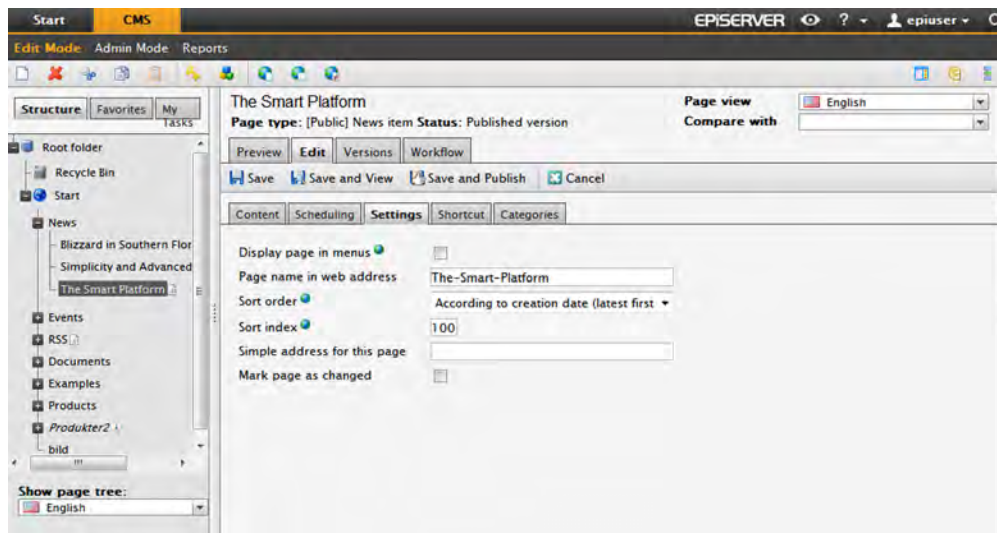 Start CMS EPiSERVER ? epiuser
Edit Mode Admin Mode Reports
Structure Favorites My Tasks
Root folder
Recycle Bin
Start
News
Blizzard in Southern Flor
Simplicity and Advanced
The Smart Platform
Events
RSS
Documents
Examples
Products
Produkter2
bild
Show page tree:
English
The Smart Platform
Page type: [Public] News item Status: Published version
Page view English
Compare with
Preview Edit Versions Workflow
Save Save and View Save and Publish Cancel
Content Scheduling Settings Shortcut Categories
Display page in menus
Page name in web address The-Smart-Platform
Sort order According to creation date (latest first
Sort index 100
Simple address for this page
Mark page as changed